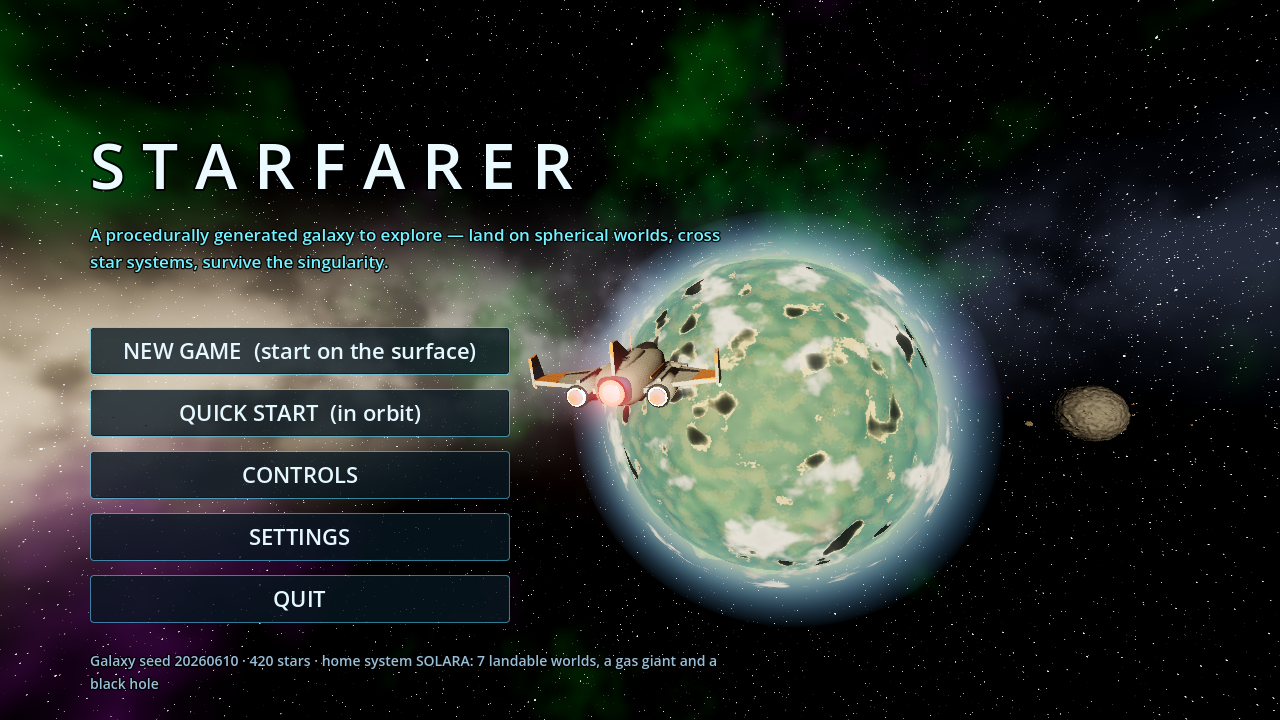 STARFARER
A procedurally generated galaxy to explore — land on spherical worlds, cross
star systems, survive the singularity.
NEW GAME (start on the surface)
QUICK START (in orbit)
CONTROLS
SETTINGS
QUIT
Galaxy seed 20260610 · 420 stars · home system SOLARA: 7 landable worlds, a gas giant and a
black hole